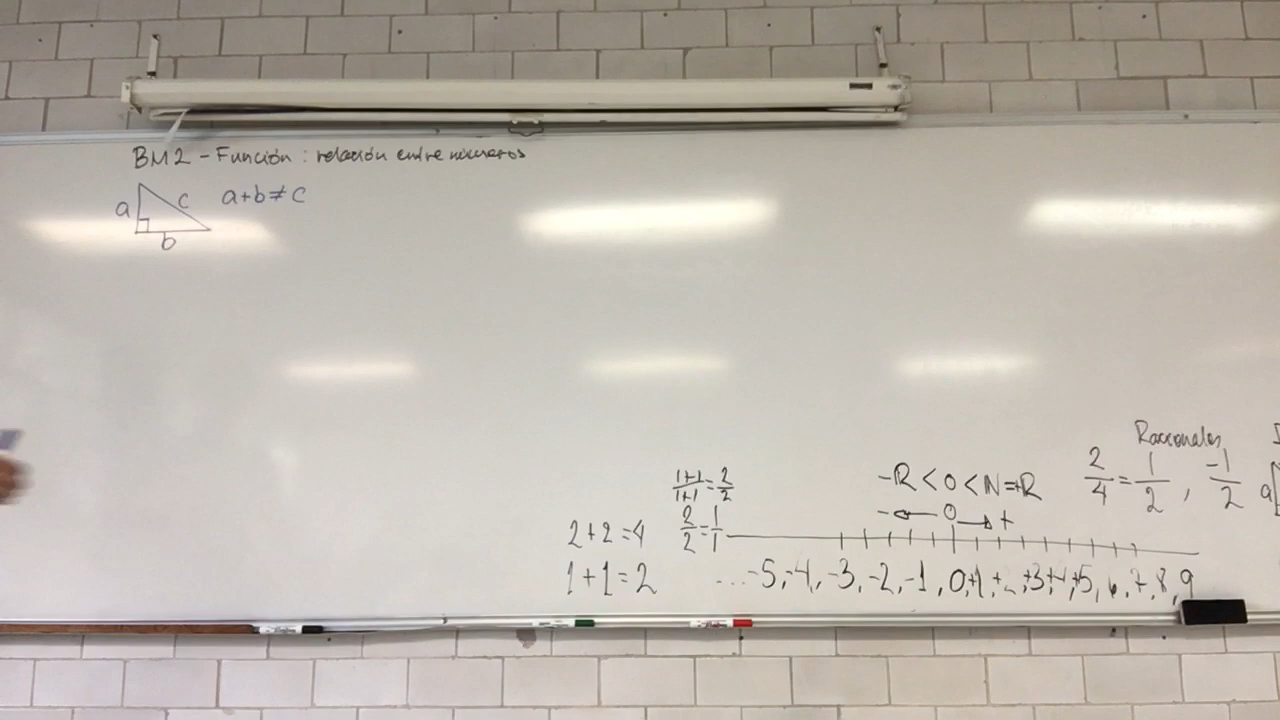 BM2 - Función : relación entre números
a c a+b≠c
b
Racionales
2/4 = 1/2 , -1/2 a
1+1/1+1 = 2/2
-R < 0 < N = +R
- ← 0 → +
2+2=4 2/2 = 1/1
1+1=2 ...-5,-4,-3,-2,-1,0,+1,+2,+3,+4,+5,6,7,8,9